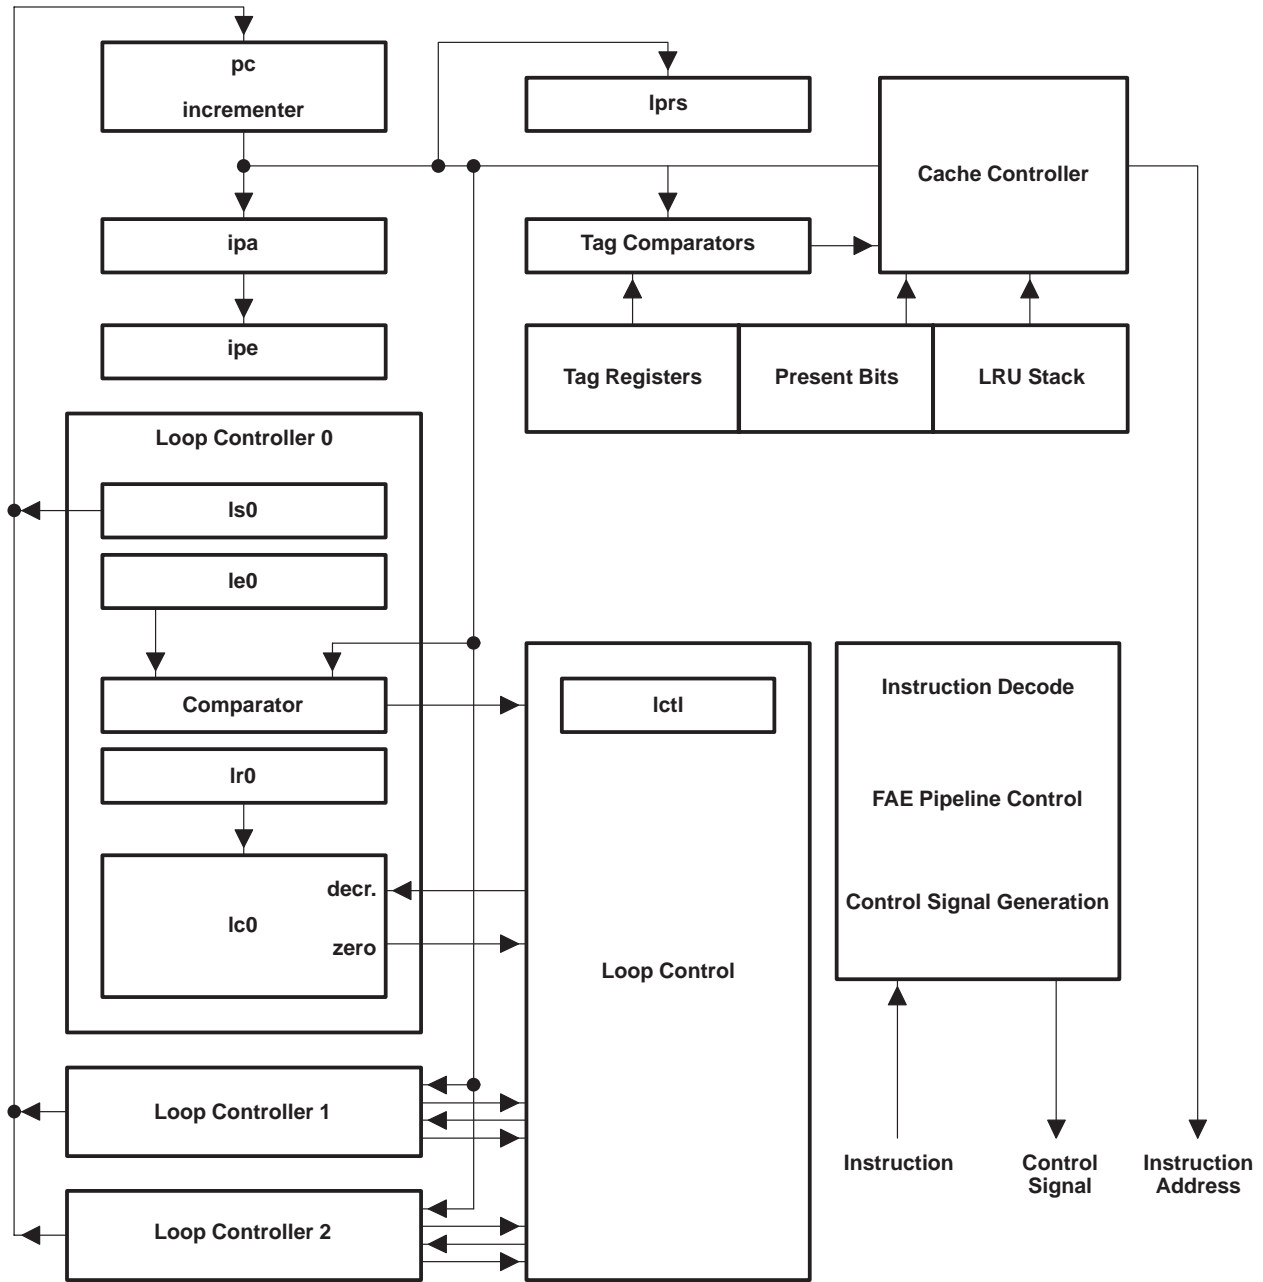 pc
incrementer
lprs
Cache Controller
ipa
Tag Comparators
ipe
Tag Registers
Present Bits
LRU Stack
Loop Controller 0
ls0
le0
Comparator
lr0
decr.
lc0
zero
lctl
Loop Control
Instruction Decode
FAE Pipeline Control
Control Signal Generation
Loop Controller 1
Loop Controller 2
Instruction
Control
Signal
Instruction
Address